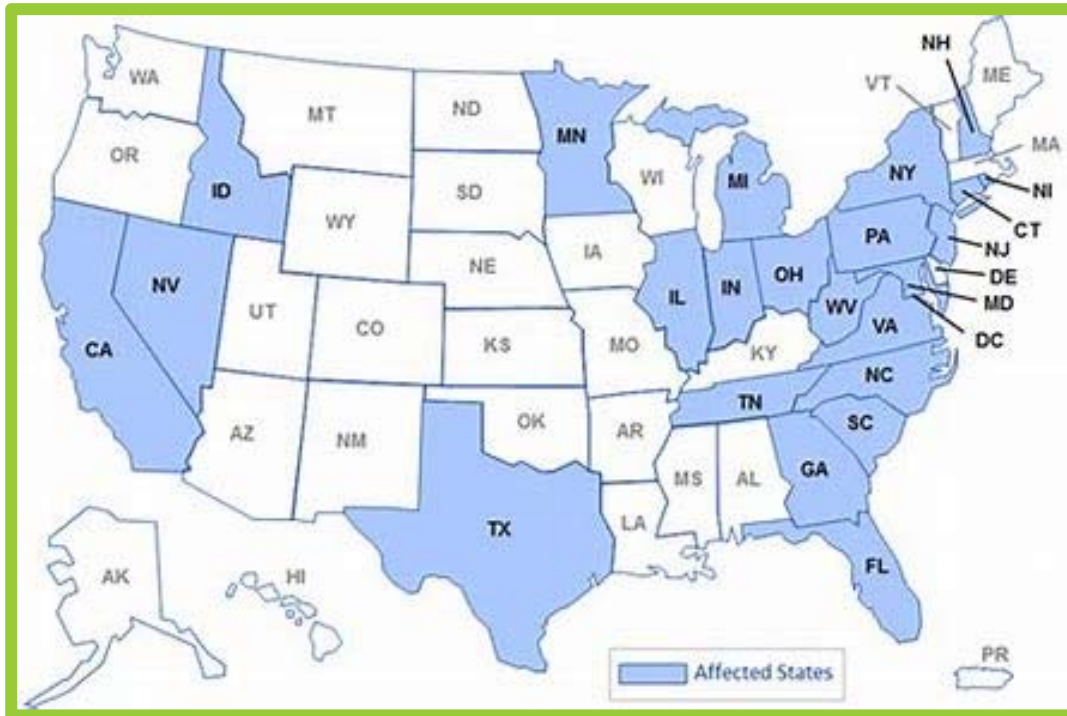 NH
WA
ME
VT
MT
ND
MN
OR
MA
ID
WI
MI
NY
SD
NI
WY
CT
PA
NJ
IA
NE
OH
DE
NV
IL
IN
MD
UT
WV
CO
VA
DC
CA
KS
MO
KY
NC
TN
SC
OK
AR
AZ
NM
GA
MS
AL
TX
LA
FL
AK
HI
PR
Affected States